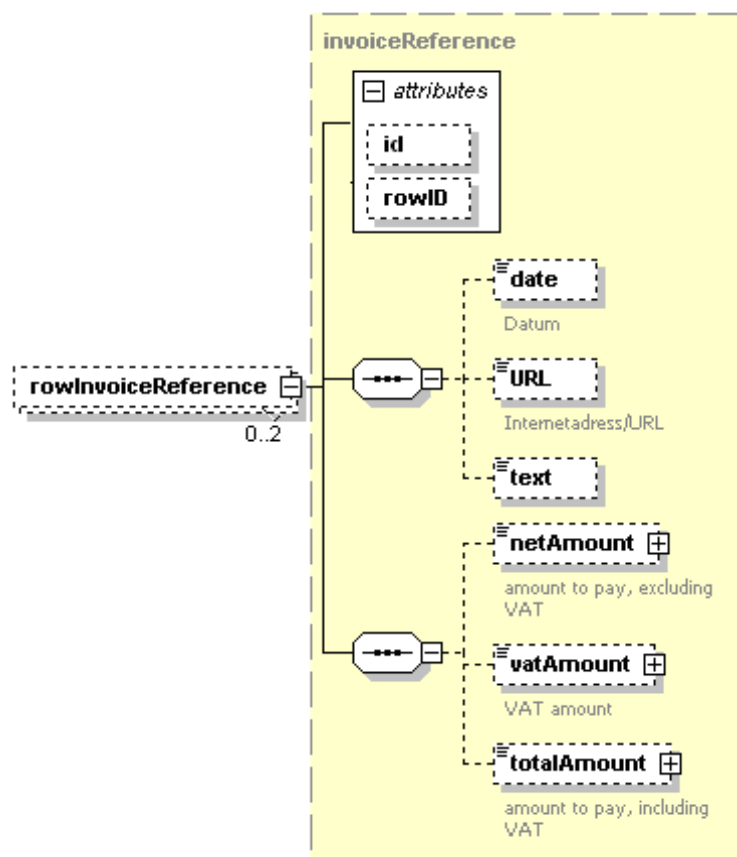 invoiceReference
attributes
id
rowID
date
Datum
rowInvoiceReference
0..2
URL
Internetadress/URL
text
netAmount
amount to pay, excluding
VAT
vatAmount
VAT amount
totalAmount
amount to pay, including
VAT